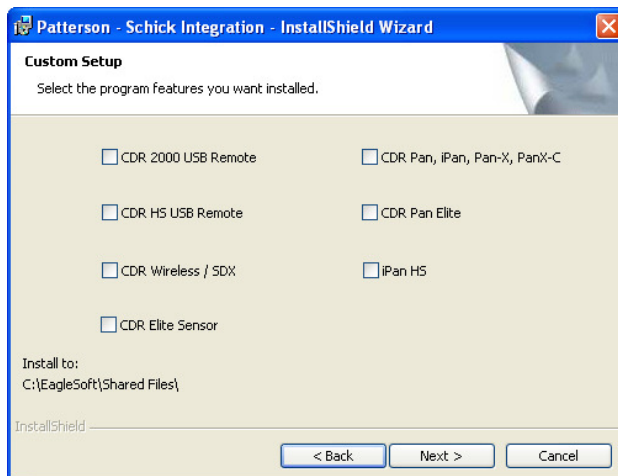 Patterson - Schick Integration - InstallShield Wizard
Custom Setup
Select the program features you want installed.
CDR 2000 USB Remote
CDR Pan, iPan, Pan-X, PanX-C
CDR HS USB Remote
CDR Pan Elite
CDR Wireless / SDX
iPan HS
CDR Elite Sensor
Install to:
C:\EagleSoft\Shared Files\
InstallShield
< Back
Next >
Cancel